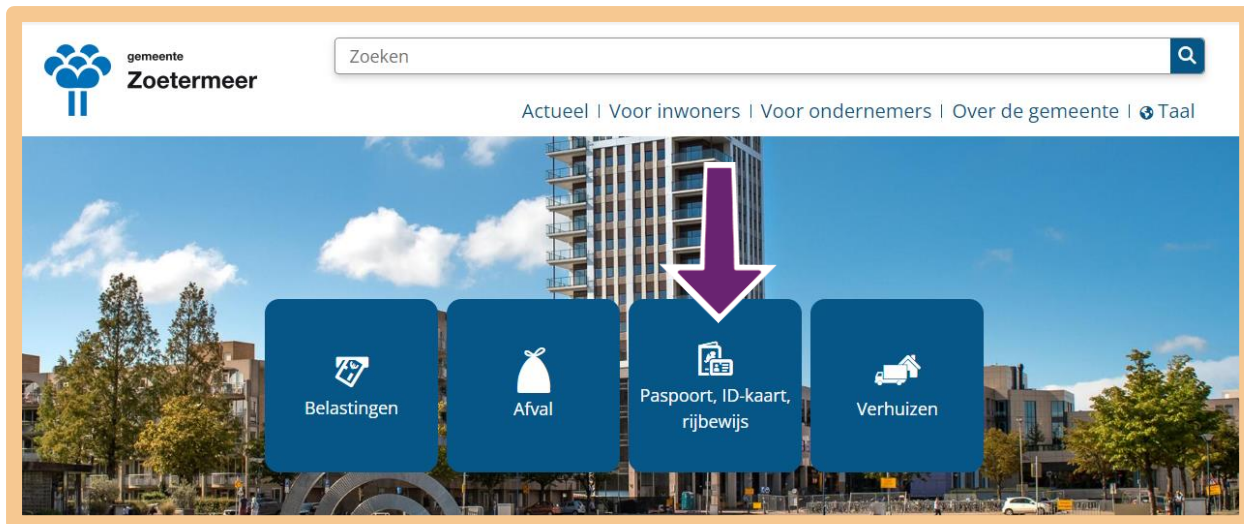 gemeente
Zoetermeer
Zoeken
Actueel | Voor inwoners | Voor ondernemers | Over de gemeente | Taal
Belastingen
Afval
Paspoort, ID-kaart,
rijbewijs
Verhuizen